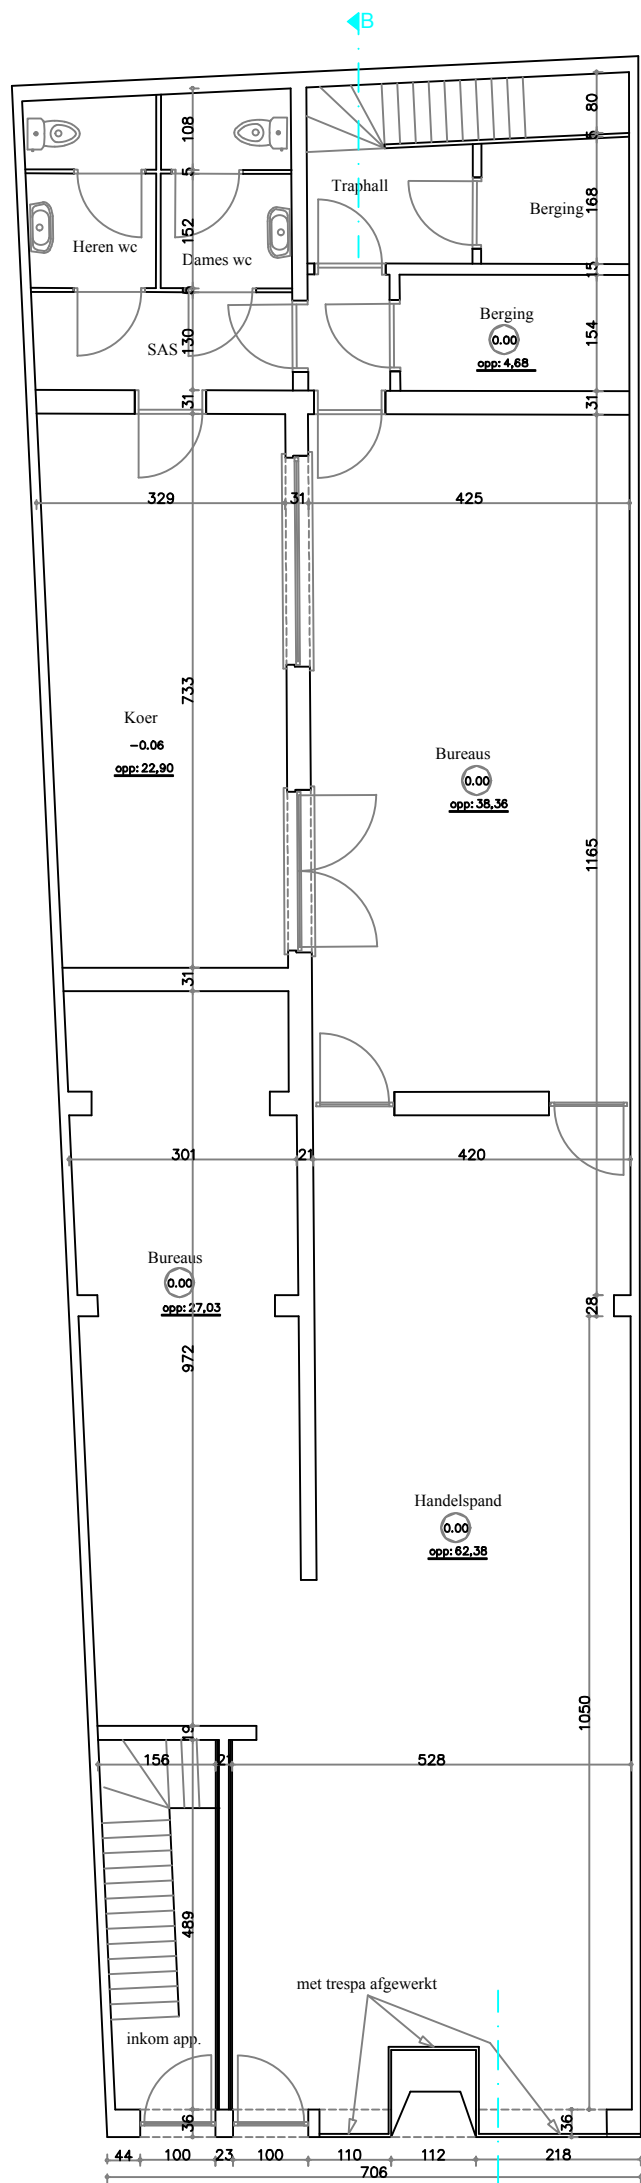 B
80
108
6
5
Traphall
168
Berging
152
Heren wc
Dames wc
15
5
Berging
0.00
opp: 4,68
154
SAS
130
31
31
329
31
425
733
Koer
-0.06
opp: 22,90
Bureaus
0.00
opp: 38,36
1165
31
301
21
420
Bureaus
0.00
opp: 27,03
28
972
Handelspand
0.00
opp: 62,38
1050
19
156
21
528
489
met trespa afgewerkt
inkom app.
36
36
44
100
23
100
110
112
218
706